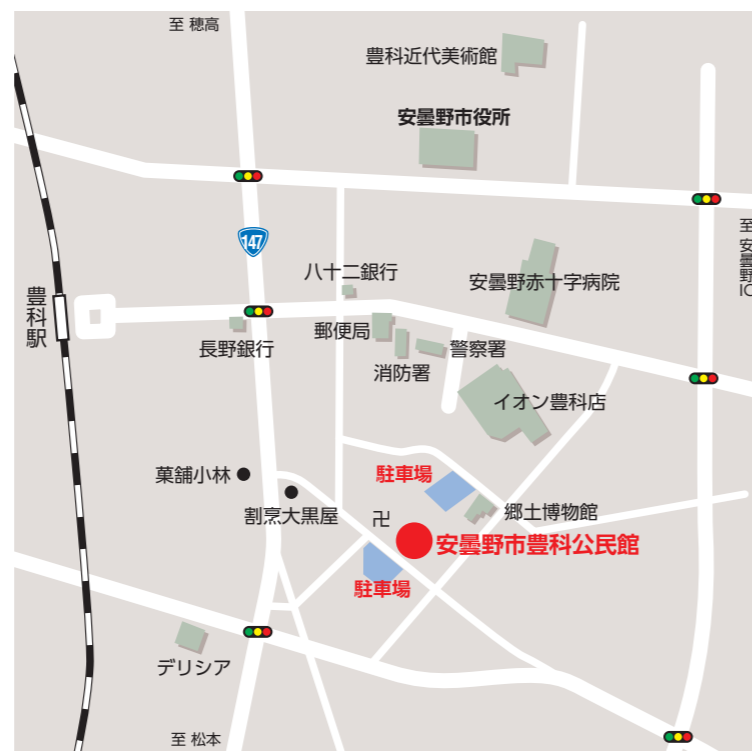 至 穂高
豊科近代美術館
安曇野市役所
147
至 安曇野IC
八十二銀行
安曇野赤十字病院
豊科駅
郵便局
長野銀行
消防署
警察署
イオン豊科店
菓舗小林
駐車場
割烹大黒屋
卍
郷土博物館
安曇野市豊科公民館
駐車場
デリシア
至 松本